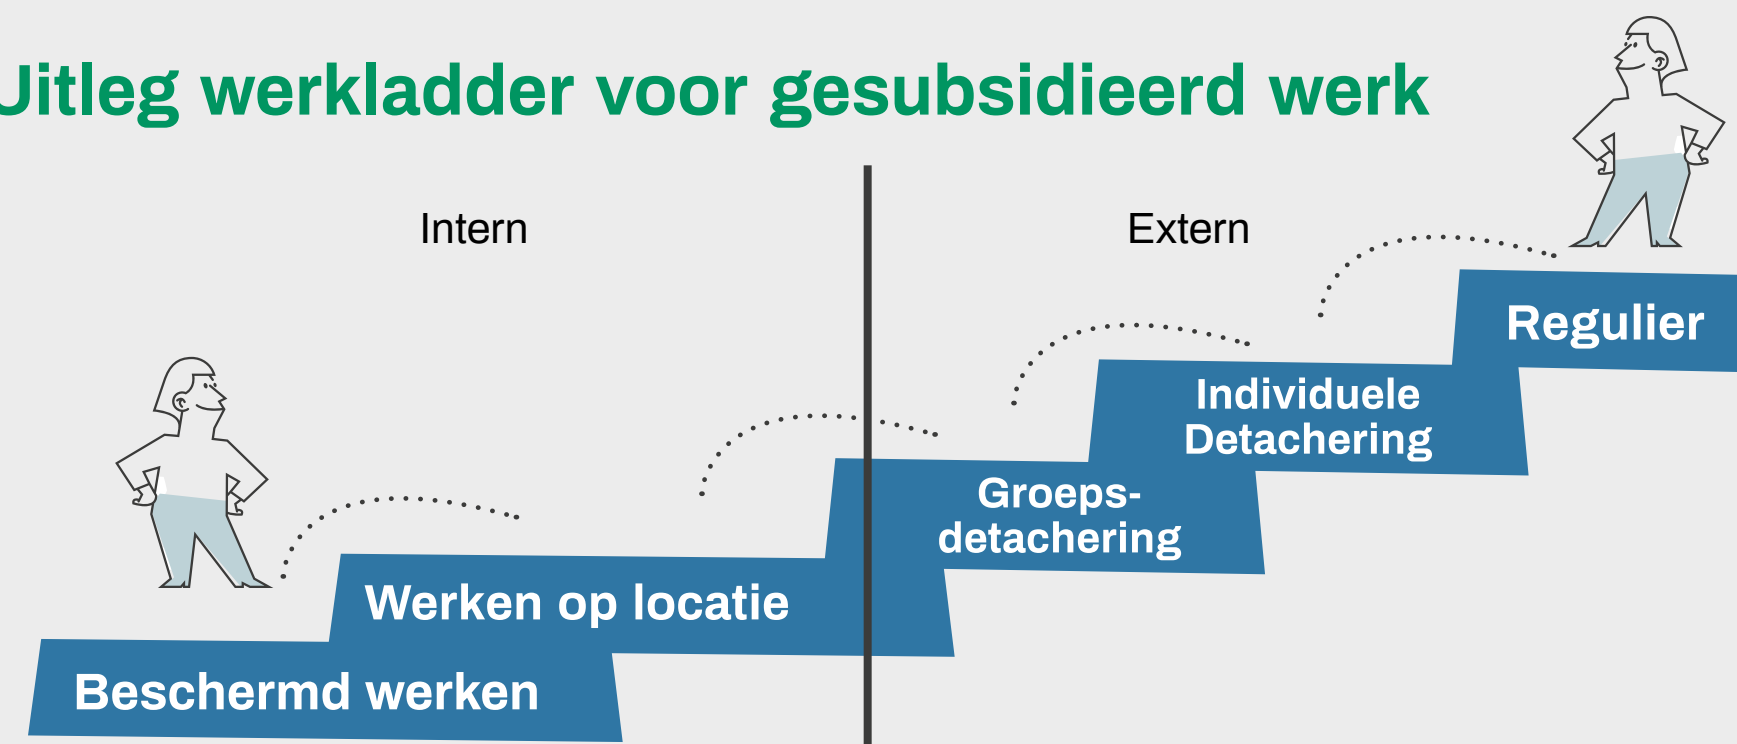 Uitleg werkladder voor gesubsidieerd werk
Intern
Extern
Regulier
Individuele
Detachering
Groeps-
detachering
Werken op locatie
Beschermd werken